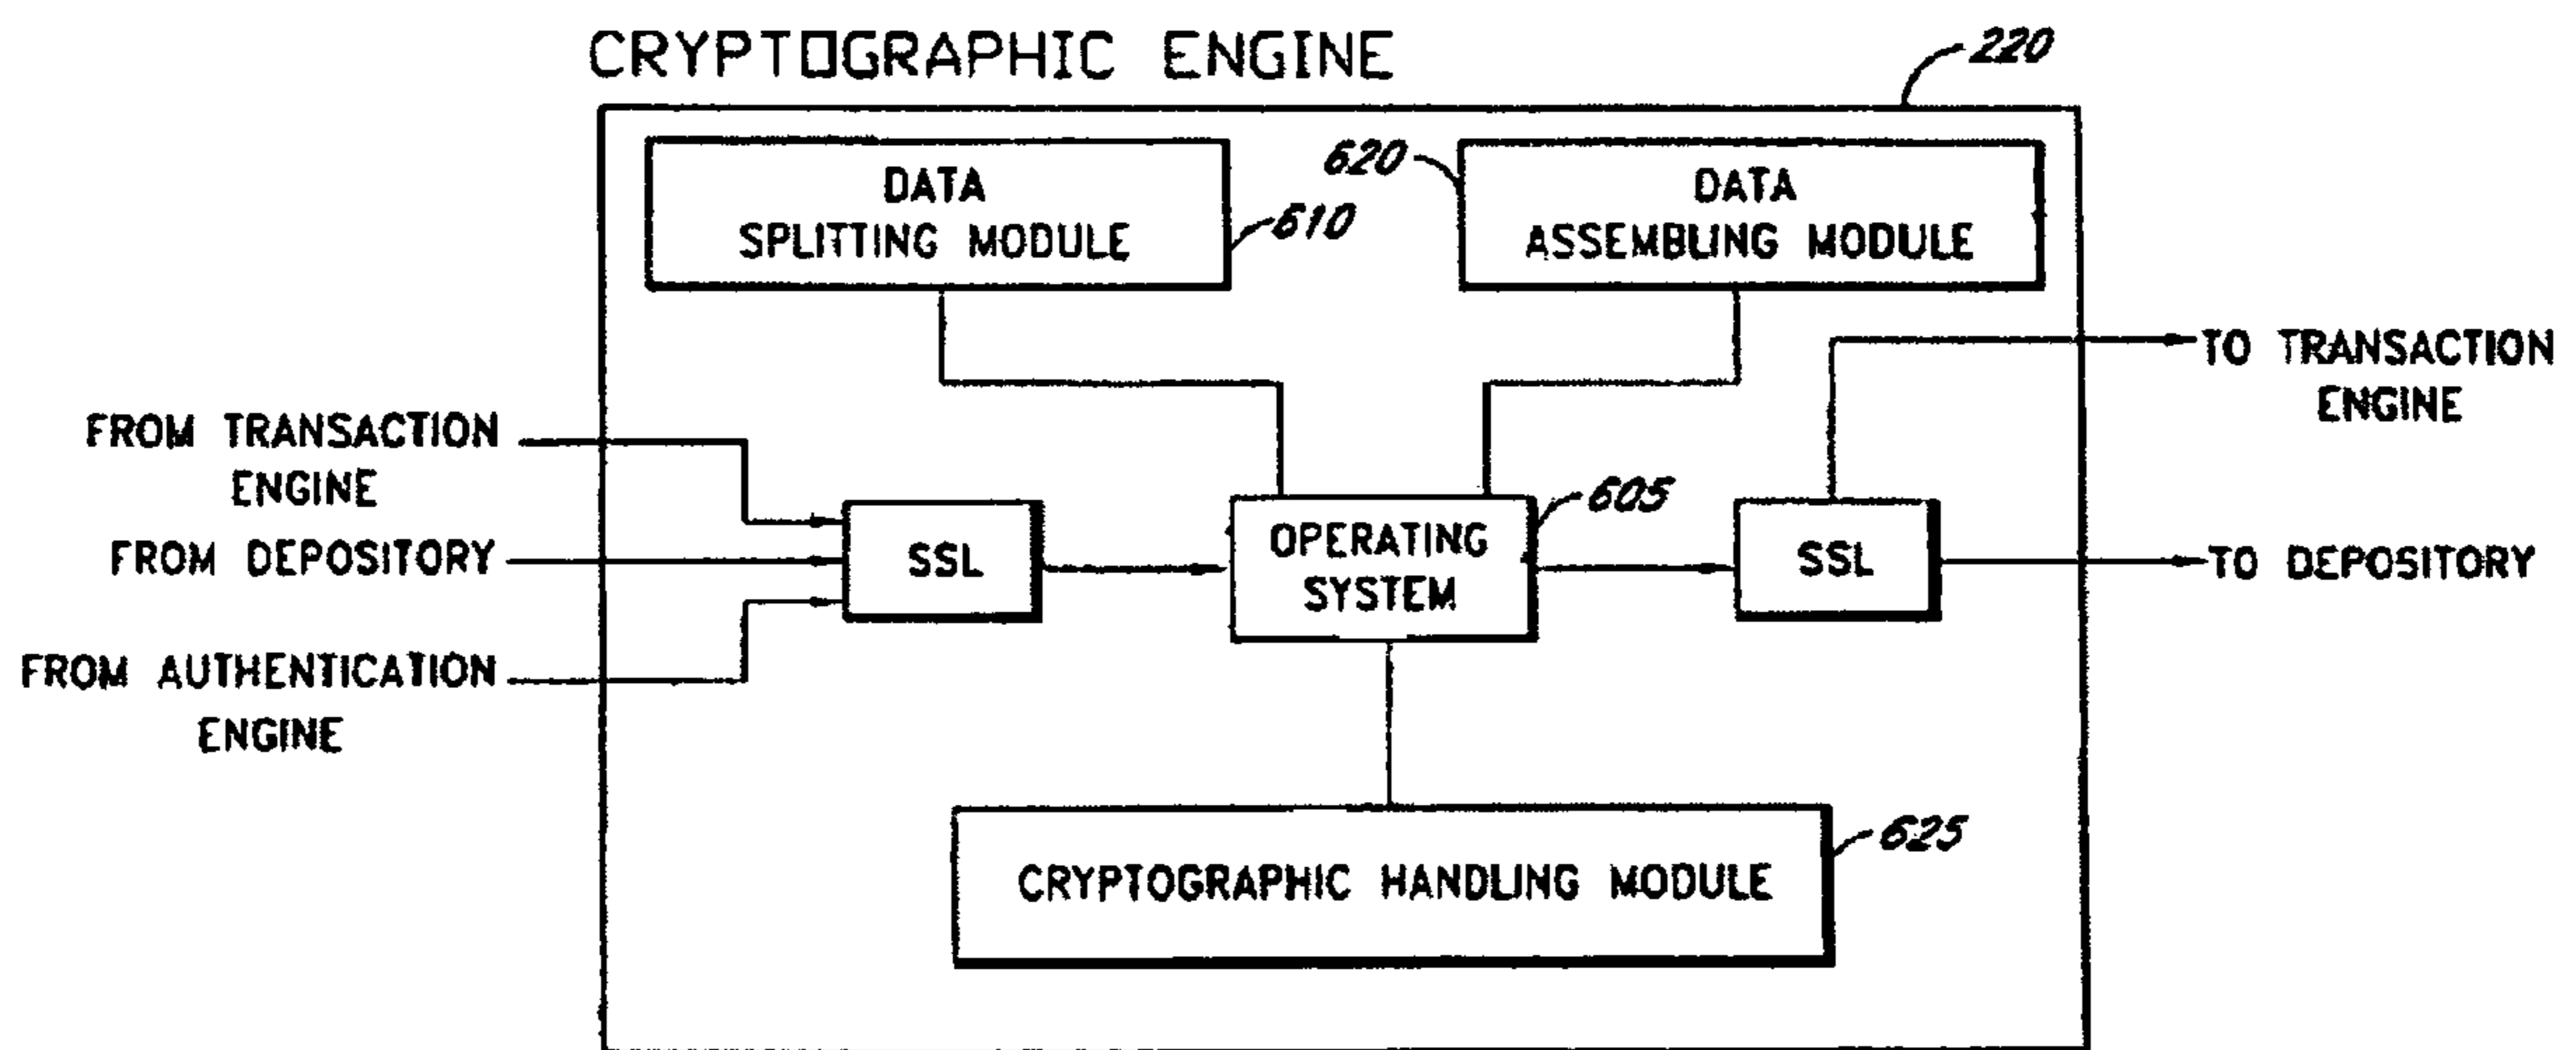 CRYPTOGRAPHIC ENGINE
220
DATA
SPLITTING MODULE
610
620
DATA
ASSEMBLING MODULE
TO TRANSACTION
ENGINE
FROM TRANSACTION
ENGINE
FROM DEPOSITORY
FROM AUTHENTICATION
ENGINE
SSL
OPERATING
SYSTEM
605
SSL
TO DEPOSITORY
CRYPTOGRAPHIC HANDLING MODULE
625